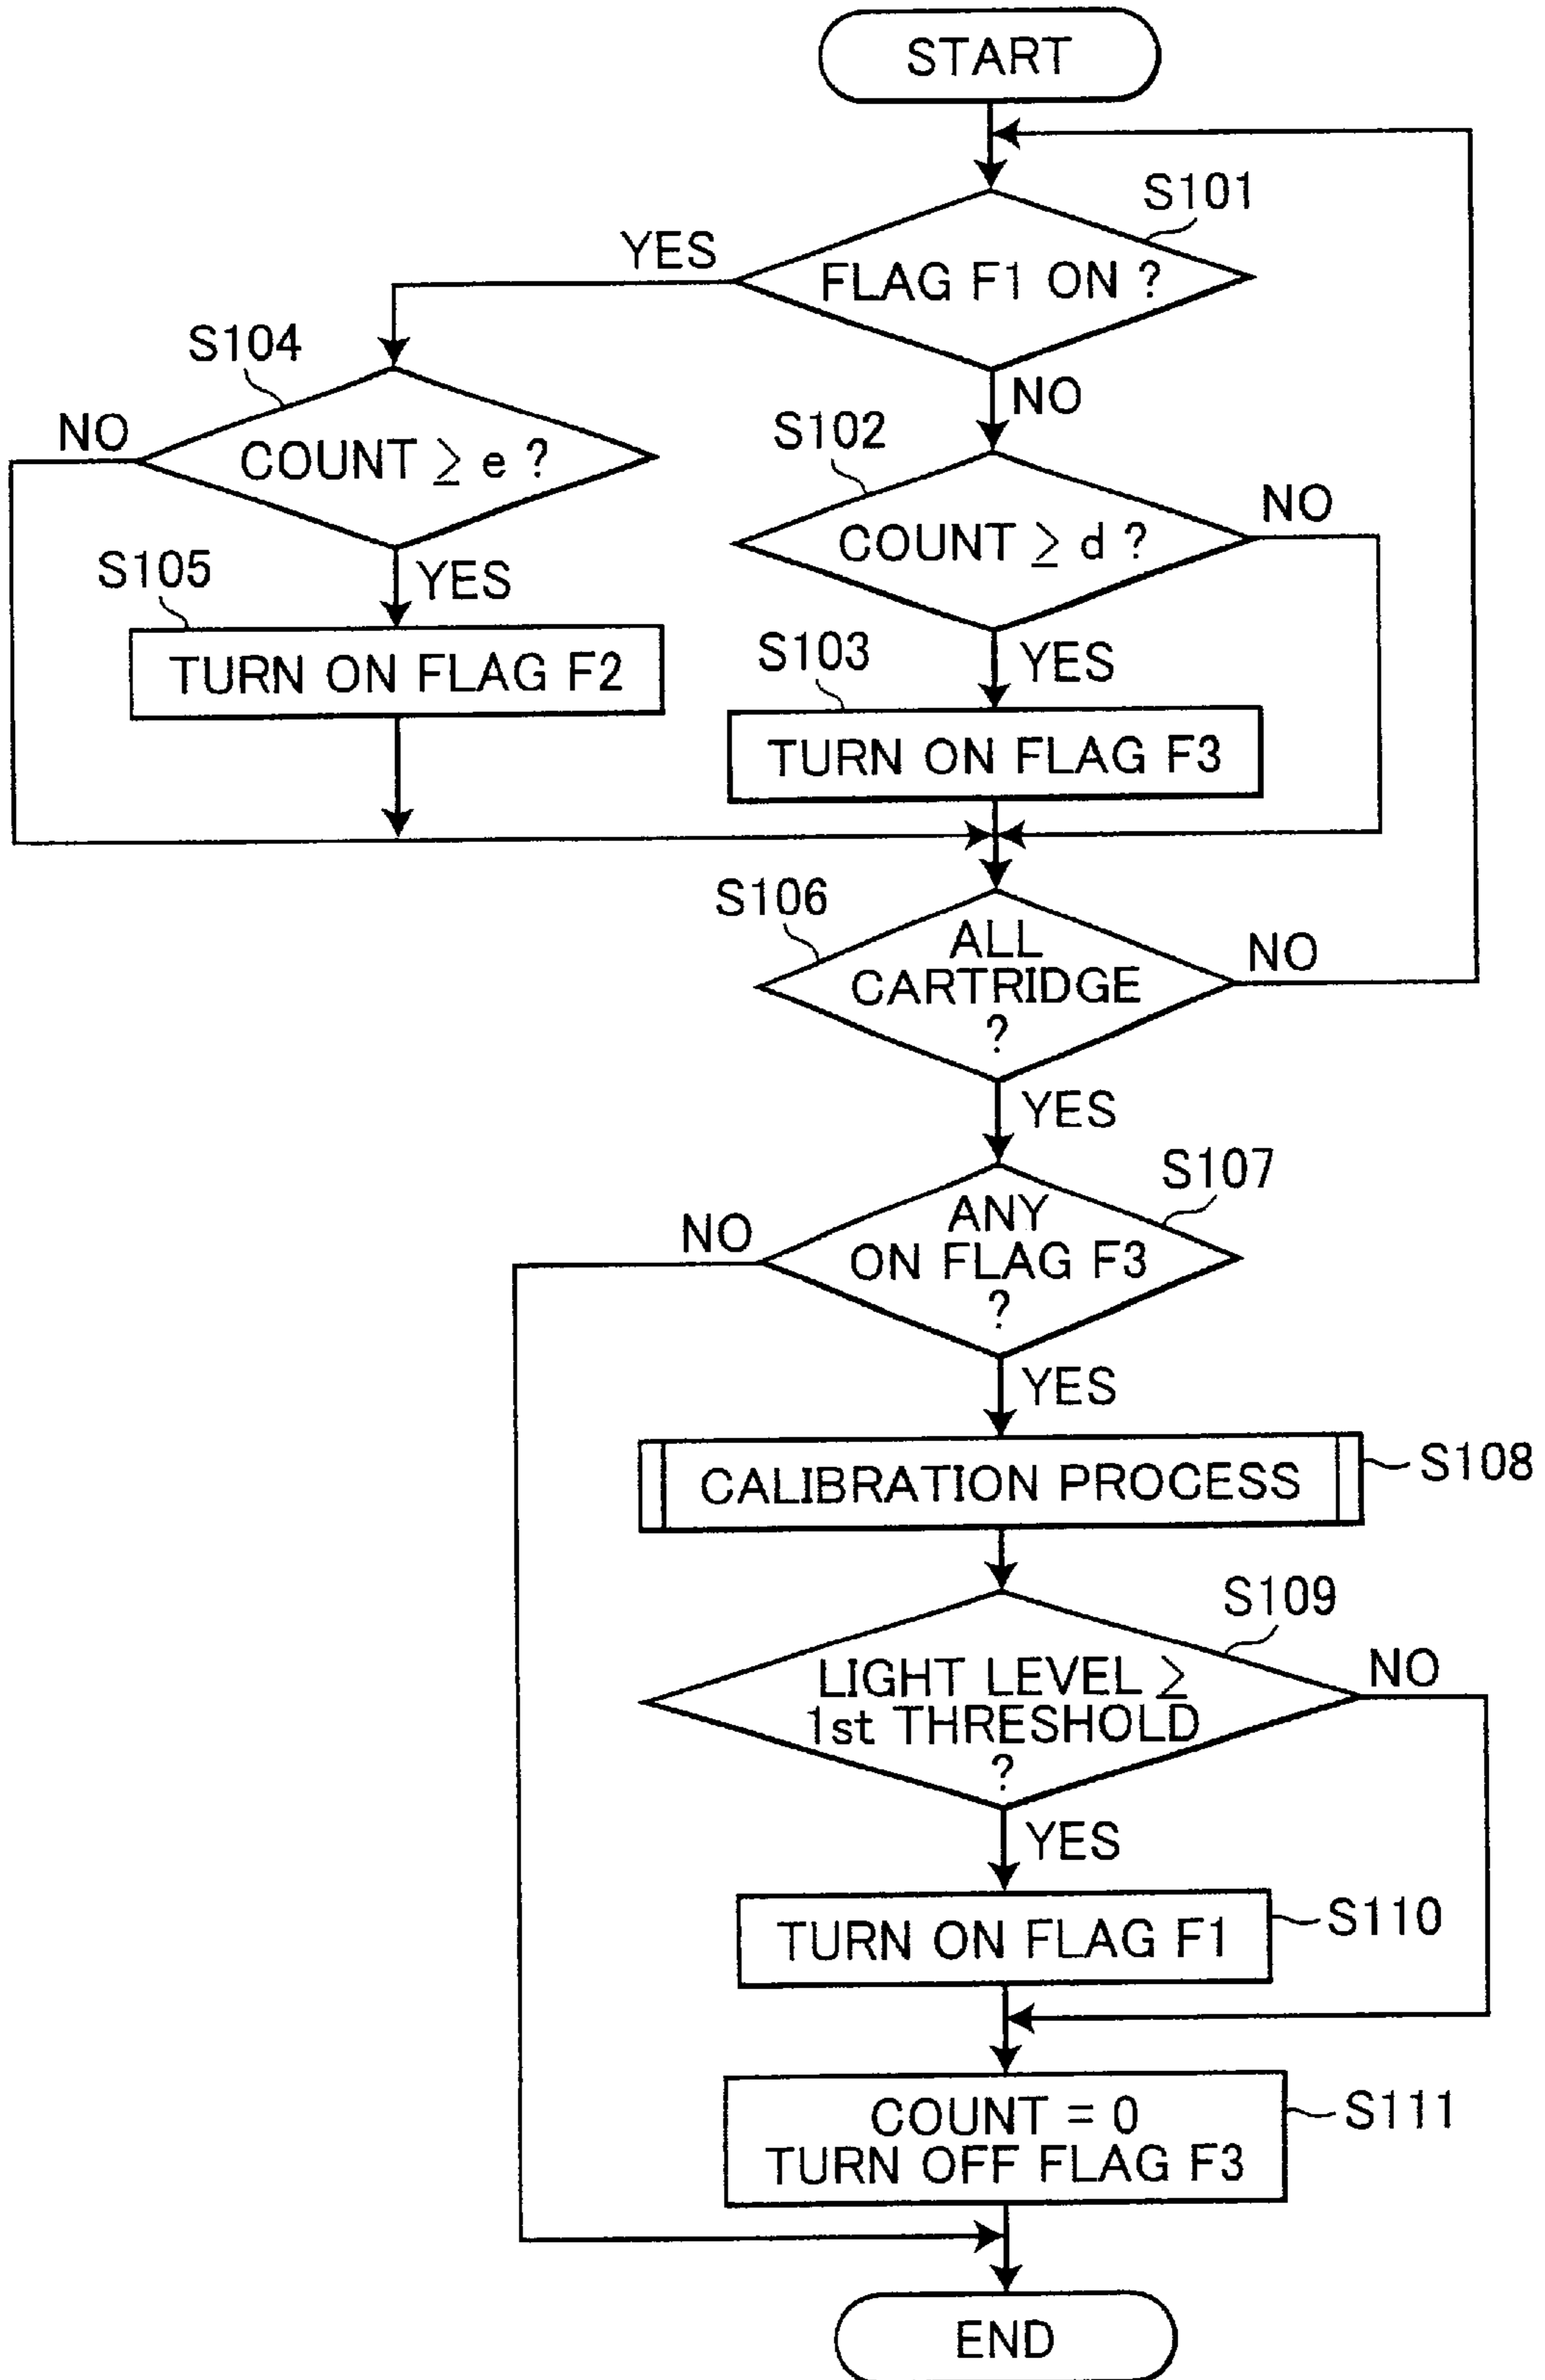 START
S101
YES
FLAG F1 ON ?
S104
NO
NO
S102
COUNT ≥ e ?
NO
COUNT ≥ d ?
S105
YES
S103
YES
TURN ON FLAG F2
TURN ON FLAG F3
S106
ALL
CARTRIDGE
?
NO
YES
S107
ANY
ON FLAG F3
?
NO
YES
CALIBRATION PROCESS
S108
S109
LIGHT LEVEL ≥
1st THRESHOLD
?
NO
YES
TURN ON FLAG F1
S110
COUNT = 0
TURN OFF FLAG F3
S111
END